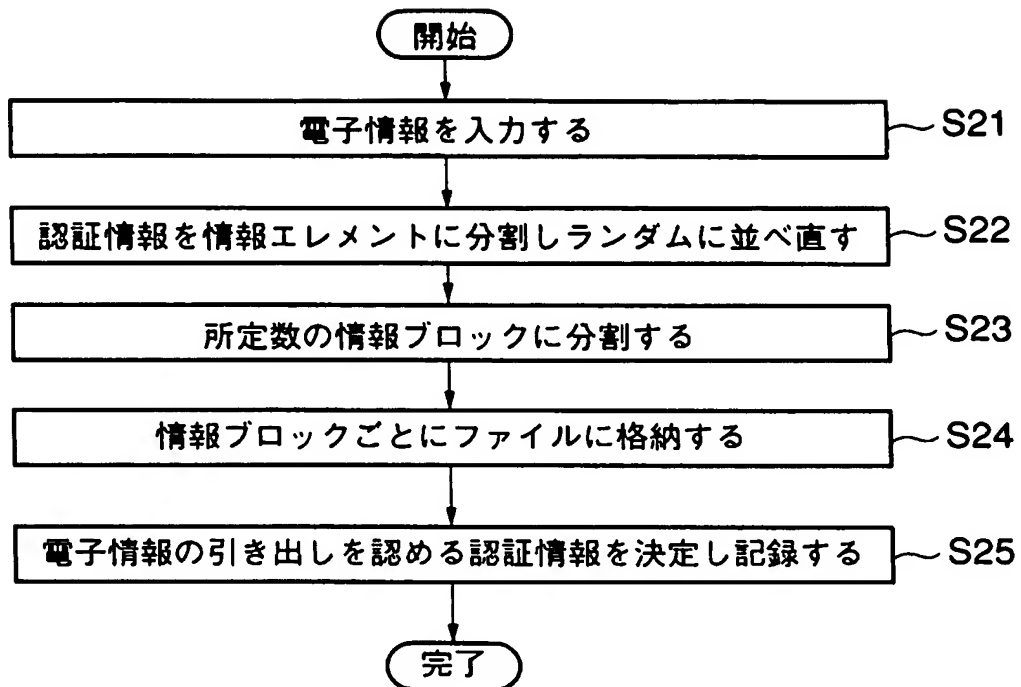 開始
電子情報を入力する S21
認証情報を情報エレメントに分割しランダムに並べ直す S22
所定数の情報ブロックに分割する S23
情報ブロックごとにファイルに格納する S24
電子情報の引き出しを認める認証情報を決定し記録する S25
完了